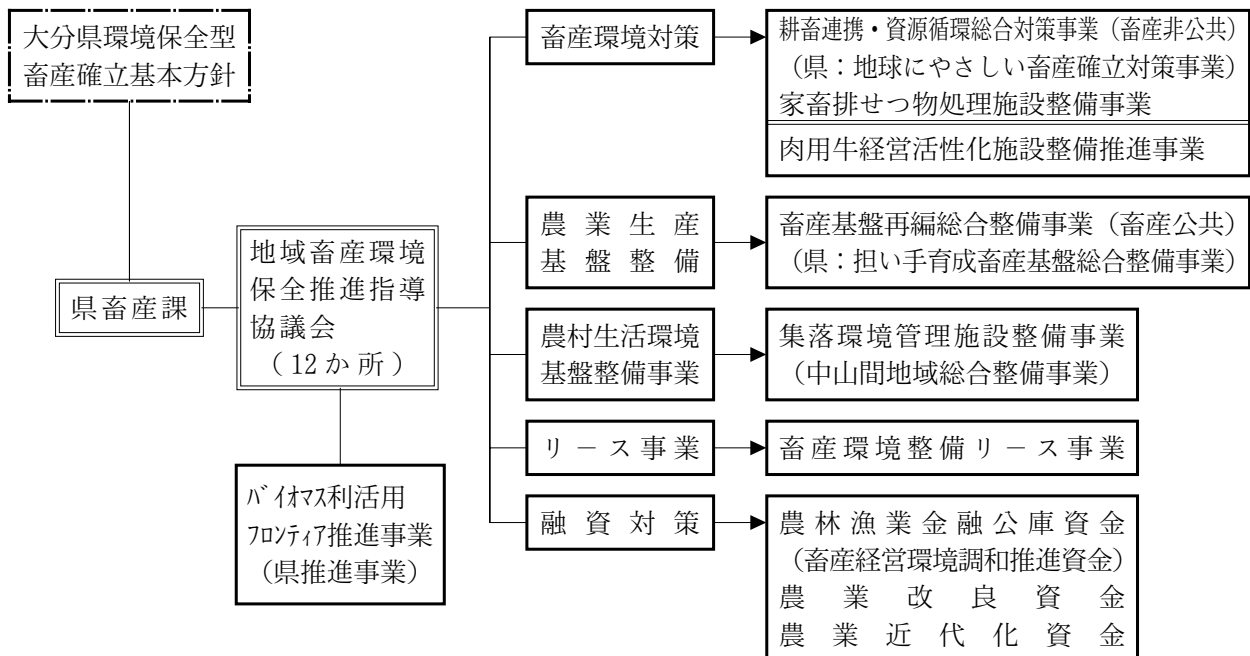 大分県環境保全型
畜産確立基本方針
県畜産課
地域畜産環境
保全推進指導
協議会
(12か所)
バイオマス利活用
フロンティア推進事業
(県推進事業)
畜産環境対策
耕畜連携・資源循環総合対策事業(畜産非公共)
(県:地球にやさしい畜産確立対策事業)
家畜排せつ物処理施設整備事業
肉用牛経営活性化施設整備推進事業
農業生産
基盤整備
畜産基盤再編総合整備事業(畜産公共)
(県:担い手育成畜産基盤総合整備事業)
農村生活環境
基盤整備事業
集落環境管理施設整備事業
(中山間地域総合整備事業)
リース事業
畜産環境整備リース事業
融資対策
農林漁業金融公庫資金
(畜産経営環境調和推進資金)
農業改良資金
農業近代化資金